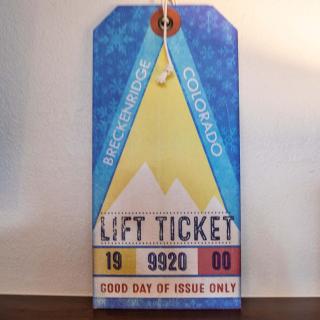 BRECKENRIDGE
COLORADO
LIFT TICKET
19 9920 00
GOOD DAY OF ISSUE ONLY